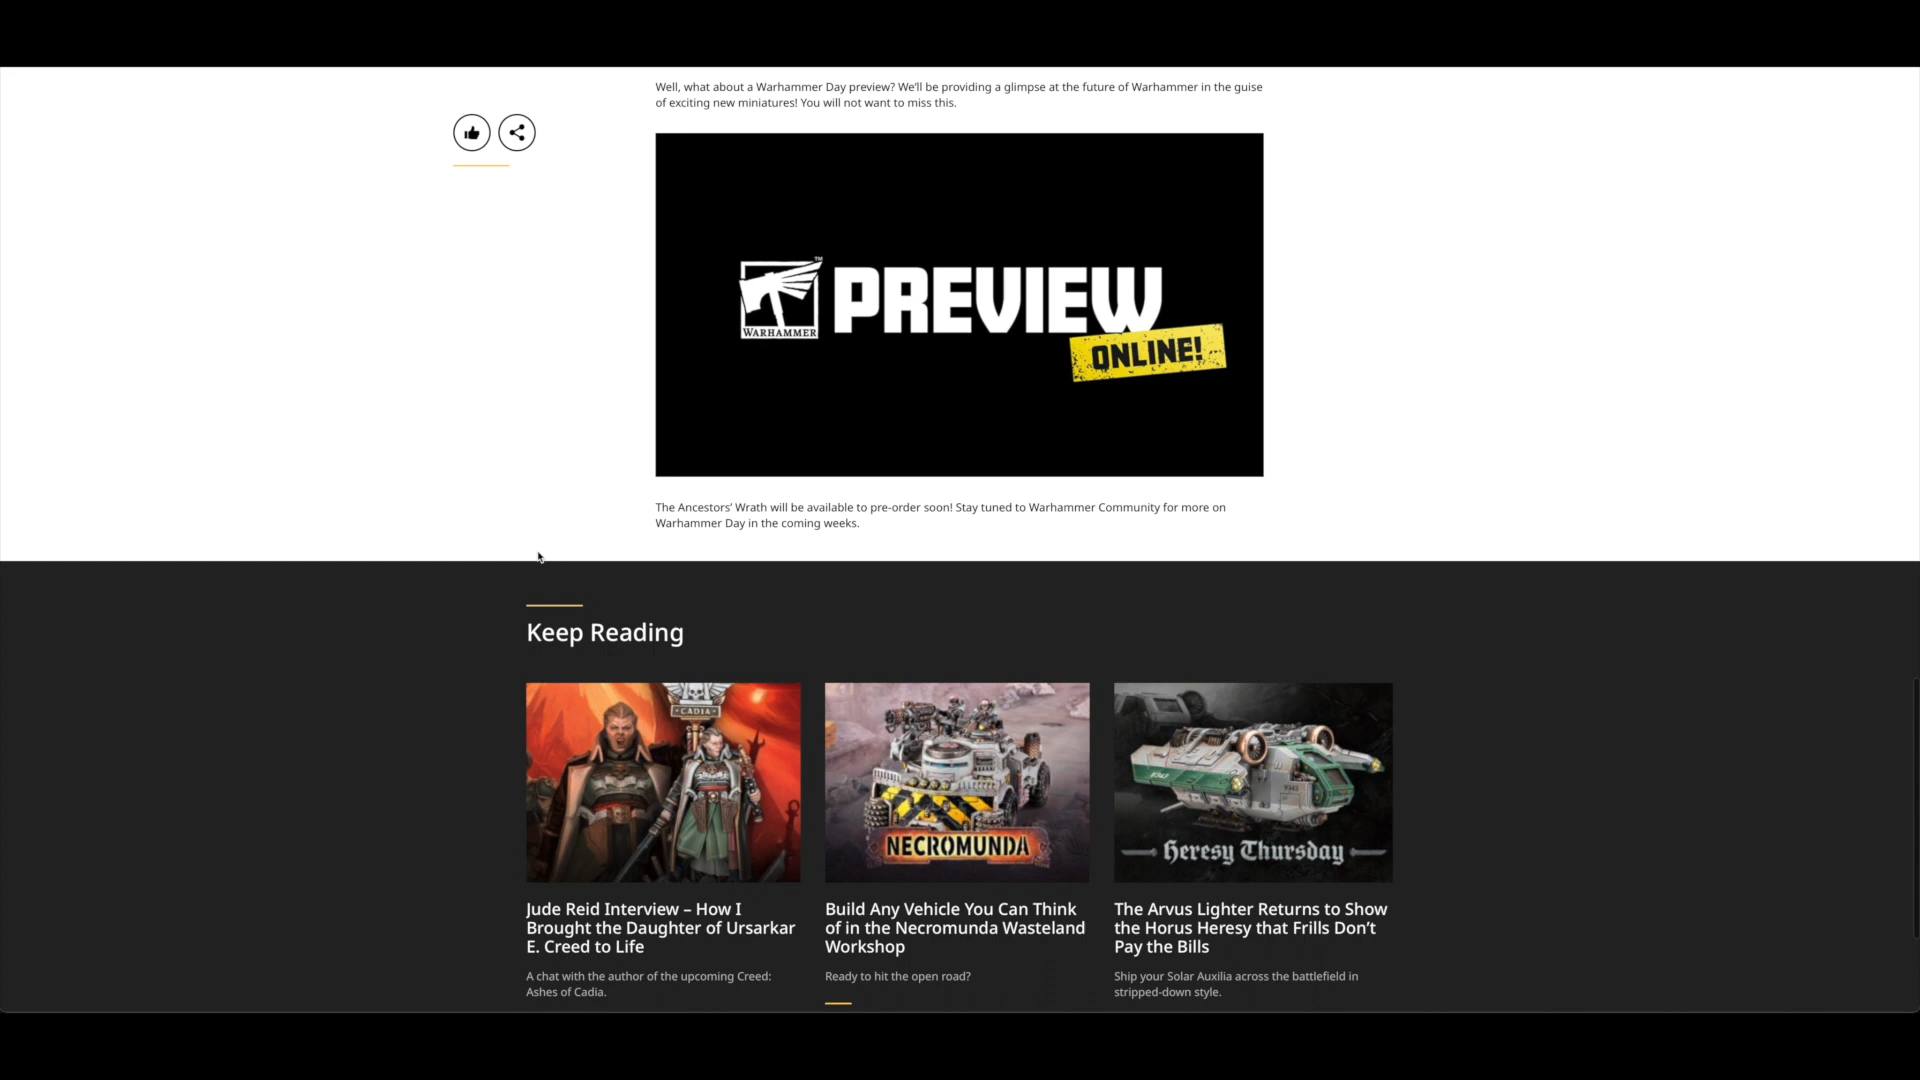 Well, what about a Warhammer Day preview? We'll be providing a glimpse at the future of Warhammer in the guise
of exciting new miniatures! You will not want to miss this.
TM
WARHAMMER
PREVIEW
ONLINE!
The Ancestors' Wrath will be available to pre-order soon! Stay tuned to Warhammer Community for more on
Warhammer Day in the coming weeks.
Keep Reading
CADIA
NECROMUNDA
Heresy Thursday
Jude Reid Interview – How I
Brought the Daughter of Ursarkar
E. Creed to Life
A chat with the author of the upcoming Creed:
Ashes of Cadia.
Build Any Vehicle You Can Think
of in the Necromunda Wasteland
Workshop
Ready to hit the open road?
The Arvus Lighter Returns to Show
the Horus Heresy that Frills Don't
Pay the Bills
Ship your Solar Auxilia across the battlefield in
stripped-down style.